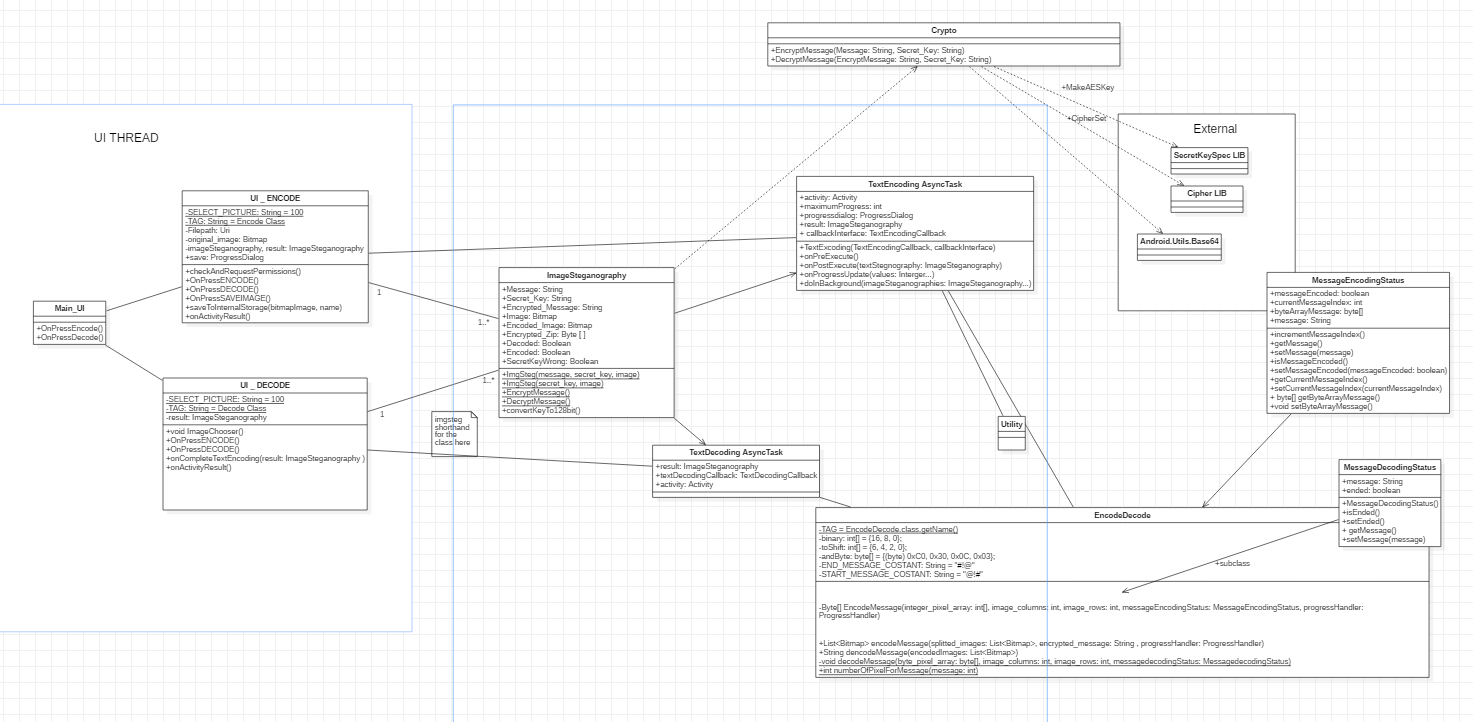 Crypto
+EncryptMessage(Message: String, Secret_Key: String)
+DecryptMessage(EncryptMessage: String, Secret_Key: String)
+MakeAESKey
+CipherSet
External
SecretKeySpec LIB
Cipher LIB
Android.Utils.Base64
UI THREAD
UI _ ENCODE
-SELECT_PICTURE: String = 100
-TAG: String = Encode Class
-Filepath: Uri
-original_image: Bitmap
-imageSteganography, result: ImageSteganography
+save: ProgressDialog
+checkAndRequestPermissions()
+OnPressENCODE()
+OnPressDECODE()
+OnPressSAVEIMAGE()
+saveToInternalStorage(bitmapImage, name)
+onActivityResult()
Main_UI
+OnPressEncode()
+OnPressDecode()
UI _ DECODE
-SELECT_PICTURE: String = 100
-TAG: String = Decode Class
-result: ImageSteganography
+void ImageChooser()
+OnPressENCODE()
+OnPressDECODE()
+onCompleteTextEncoding(result: ImageSteganography )
+onActivityResult()
1
1..*
1..*
1
imgsteg
shorthand
for the
class here
ImageSteganography
+Message: String
+Secret_Key: String
+Encrypted_Message: String
+Image: Bitmap
+Encoded_Image: Bitmap
+Encrypted_Zip: Byte [ ]
+Decoded: Boolean
+Encoded: Boolean
+SecretKeyWrong: Boolean
+ImgSteg(message, secret_key, image)
+ImgSteg(secret_key, image)
+EncryptMessage()
+DecryptMessage()
+convertKeyTo128bit()
TextEncoding AsyncTask
+activity: Activity
+maximumProgress: int
+progressdialog: ProgressDialog
+result: ImageSteganography
+ callbackInterface: TextEncodingCallback
+TextExcoding(TextEncodingCallback, callbackInterface)
+onPreExecute()
+onPostExecute(textStegnography: ImageSteganography)
+onProgressUpdate(values: Interger...)
+doInBackground(imageSteganographies: ImageSteganography...)
TextDecoding AsyncTask
+result: ImageSteganography
+textDecodingCallback: TextDecodingCallback
+activity: Activity
Utility
MessageEncodingStatus
+messageEncoded: boolean
+currentMessageIndex: int
+byteArrayMessage: byte[]
+message: String
+incrementMessageIndex()
+getMessage()
+setMessage(message)
+isMessageEncoded()
+setMessageEncoded(messageEncoded: boolean)
+getCurrentMessageIndex()
+setCurrentMessageIndex(currentMessageIndex)
+ byte[] getByteArrayMessage()
+void setByteArrayMessage()
MessageDecodingStatus
+message: String
+ended: boolean
+MessageDecodingStatus()
+isEnded()
+setEnded()
+ getMessage()
+setMessage(message)
+subclass
EncodeDecode
-TAG = EncodeDecode.class.getName()
-binary: int[] = {16, 8, 0};
-toShift: int[] = {6, 4, 2, 0};
-andByte: byte[] = {(byte) 0xC0, 0x30, 0x0C, 0x03};
-END_MESSAGE_COSTANT: String = "#!@"
-START_MESSAGE_COSTANT: String = "@!#"
-Byte[] EncodeMessage(integer_pixel_array: int[], image_columns: int, image_rows: int, messageEncodingStatus: MessageEncodingStatus, progressHandler:
ProgressHandler)
+List<Bitmap> encodeMessage(splitted_images: List<Bitmap>, encrypted_message: String , progressHandler: ProgressHandler)
+String dencodeMessage(encodedImages: List<Bitmap>)
-void decodeMessage(byte_pixel_array: byte[], image_columns: int, image_rows: int, messagedecodingStatus: MessagedecodingStatus)
+int numberOfPixelForMessage(message: int)